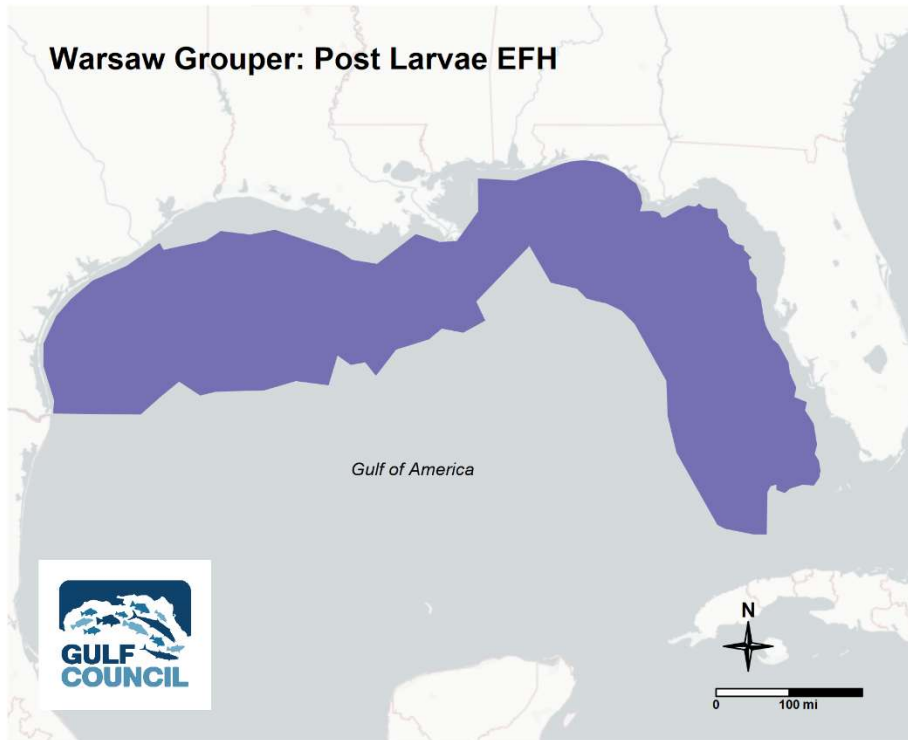 Warsaw Grouper: Post Larvae EFH
Gulf of America
GULF
COUNCIL
N
0 100 mi